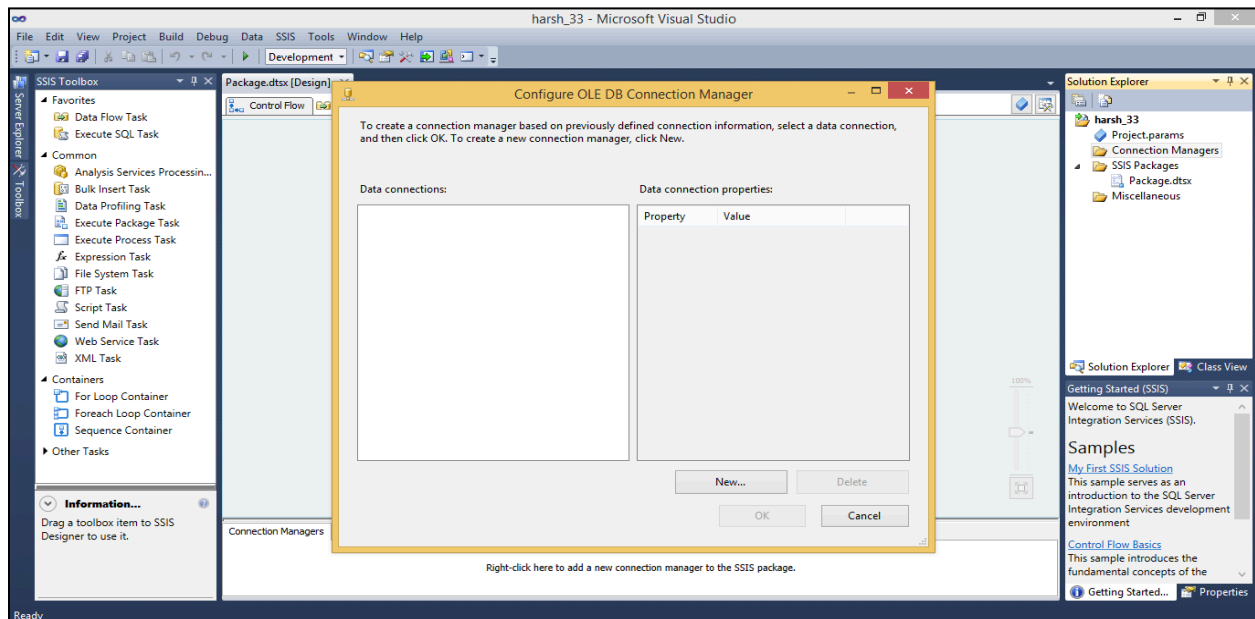 harsh_33 - Microsoft Visual Studio
File Edit View Project Build Debug Data SSIS Tools Window Help
Development
Server Explorer
Toolbox
SSIS Toolbox
Favorites
Data Flow Task
Execute SQL Task
Common
Analysis Services Processin...
Bulk Insert Task
Data Profiling Task
Execute Package Task
Execute Process Task
Expression Task
File System Task
FTP Task
Script Task
Send Mail Task
Web Service Task
XML Task
Containers
For Loop Container
Foreach Loop Container
Sequence Container
Other Tasks
Information...
Drag a toolbox item to SSIS
Designer to use it.
Package.dtsx [Design]
Control Flow
Configure OLE DB Connection Manager
To create a connection manager based on previously defined connection information, select a data connection,
and then click OK. To create a new connection manager, click New.
Data connections:
Data connection properties:
Property Value
New... Delete
OK Cancel
100%
Connection Managers
Right-click here to add a new connection manager to the SSIS package.
Solution Explorer
harsh_33
Project.params
Connection Managers
SSIS Packages
Package.dtsx
Miscellaneous
Solution Explorer Class View
Getting Started (SSIS)
Welcome to SQL Server
Integration Services (SSIS).
Samples
My First SSIS Solution
This sample serves as an
introduction to the SQL Server
Integration Services development
environment
Control Flow Basics
This sample introduces the
fundamental concepts of the
Getting Started... Properties
Ready